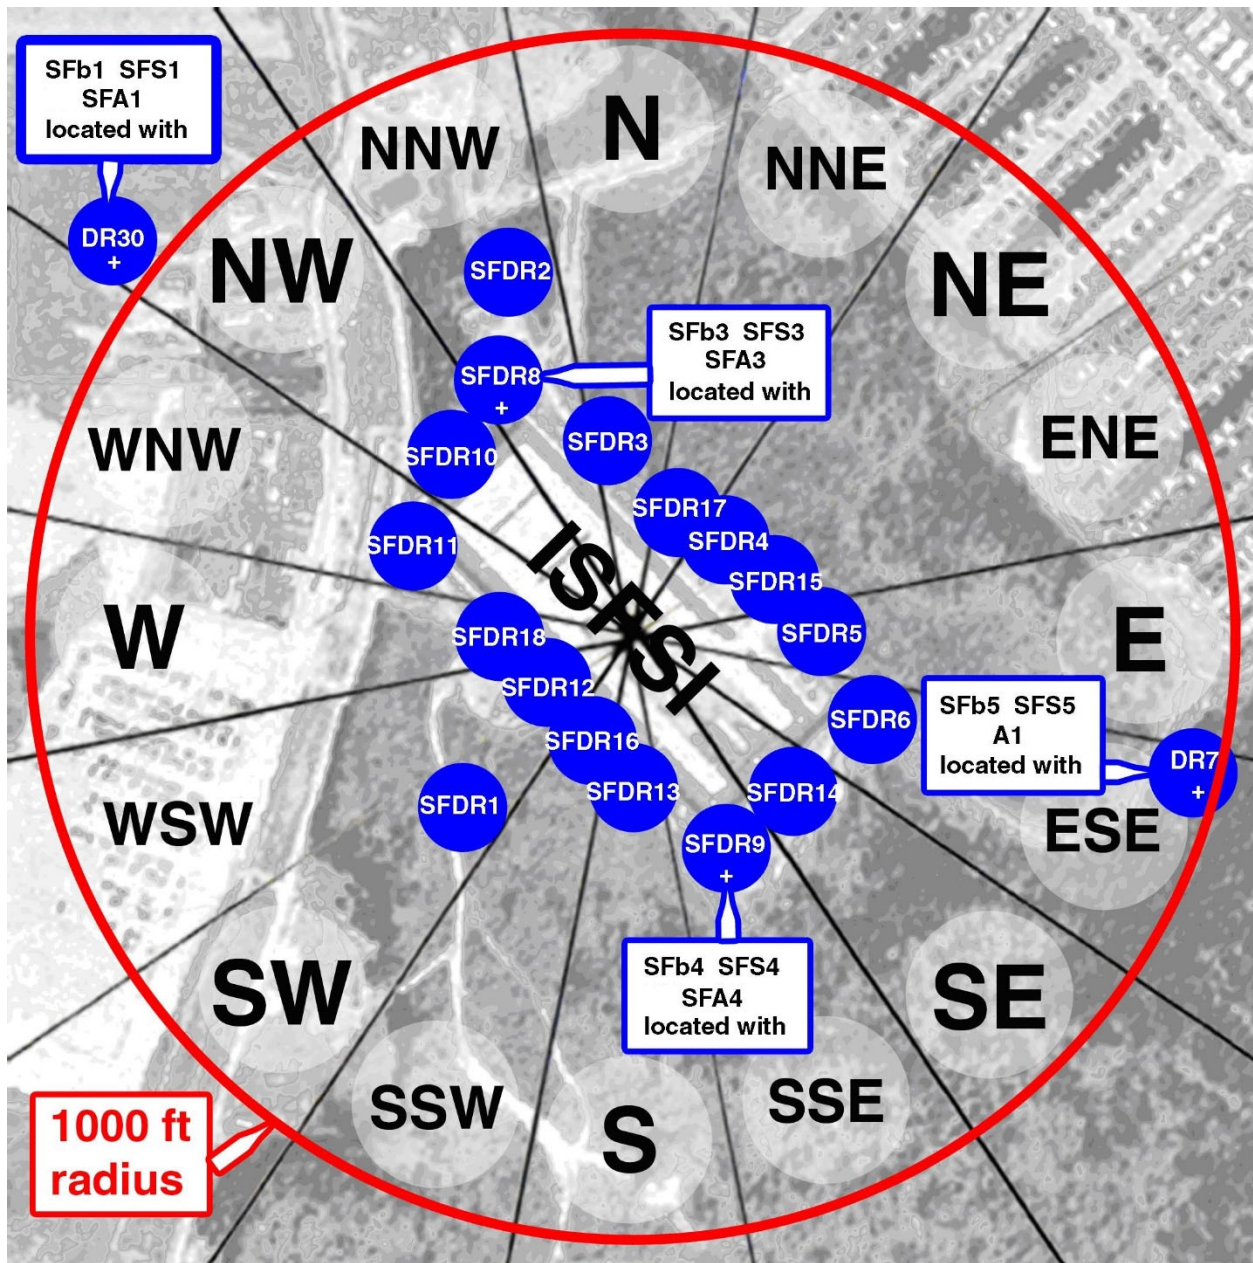 SFb1 SFS1
SFA1
located with
DR30
+
N
NNW
NNE
NW
NE
SFDR2
SFb3 SFS3
SFA3
located with
SFDR8
+
SFDR3
SFDR10
WNW
ENE
SFDR17
SFDR4
SFDR11
SFDR15
ISFSI
W
SFDR18
SFDR5
E
SFDR12
SFDR6
SFb5 SFS5
A1
located with
SFDR16
DR7
+
SFDR13
SFDR14
SFDR1
WSW
ESE
SFDR9
+
SFb4 SFS4
SFA4
located with
SW
SE
SSW
SSE
S
1000 ft
radius